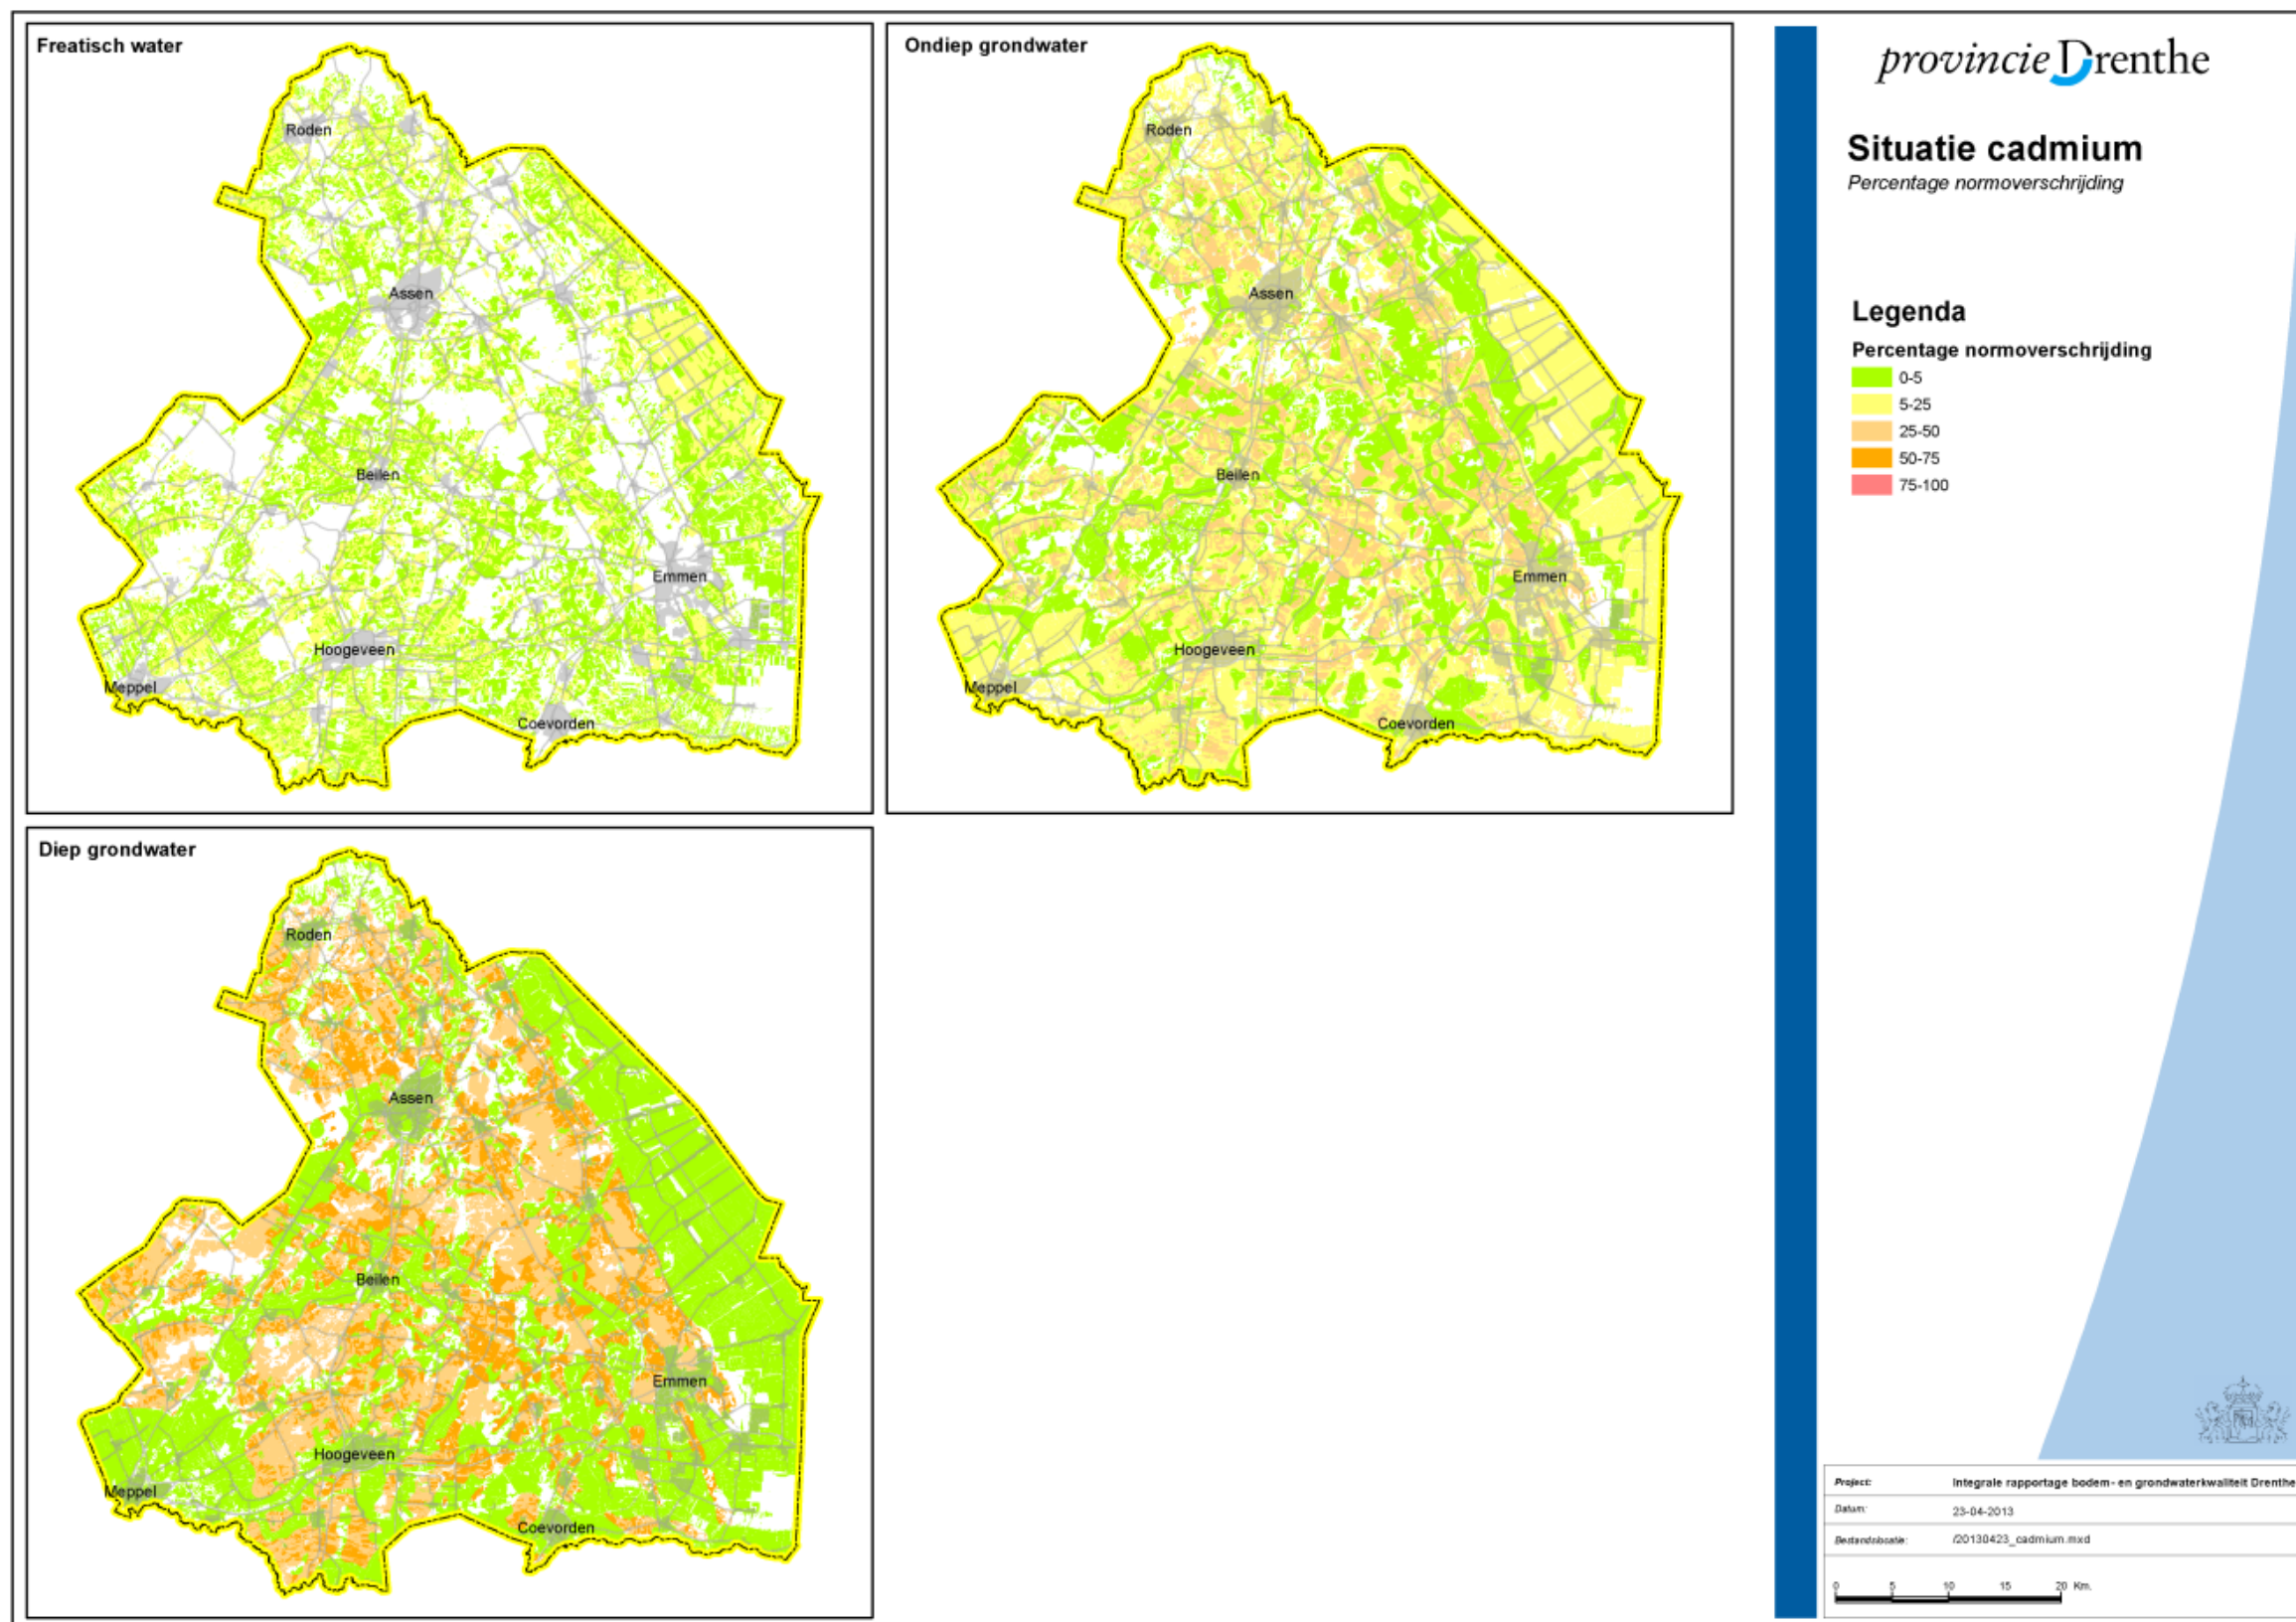 Freatisch water
Roden
Assen
Beilen
Emmen
Hoogeveen
Meppel
Coevorden
Ondiep grondwater
Roden
Assen
Beilen
Emmen
Hoogeveen
Meppel
Coevorden
Diep grondwater
Roden
Assen
Beilen
Emmen
Hoogeveen
Meppel
Coevorden
provincie Drenthe
Situatie cadmium
Percentage normoverschrijding
Legenda
Percentage normoverschrijding
0-5
5-25
25-50
50-75
75-100
Project: Integrale rapportage bodem- en grondwaterkwaliteit Drenthe
Datum: 23-04-2013
Bestandslocatie: /20130423_cadmium.mxd
0 5 10 15 20 Km.